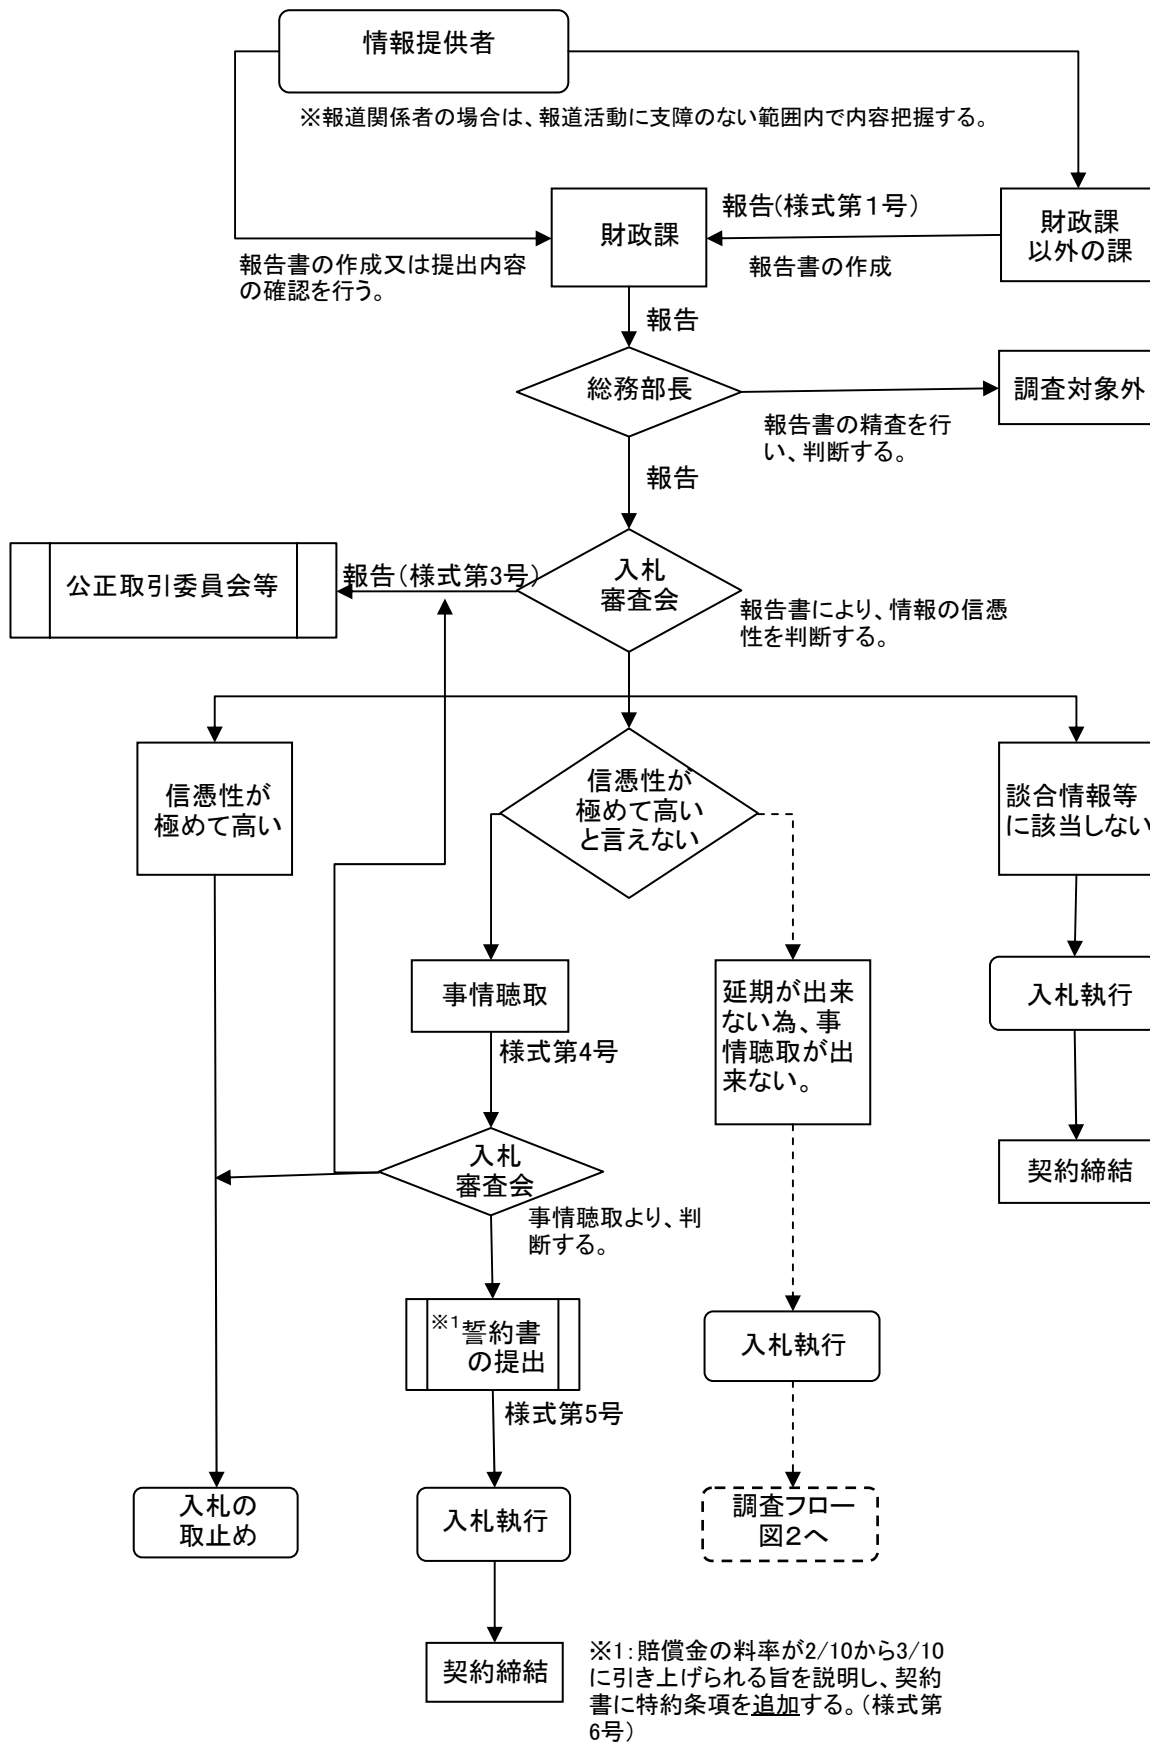 情報提供者
※報道関係者の場合は、報道活動に支障のない範囲内で内容把握する。
報告(様式第1号)
財政課
財政課
以外の課
報告書の作成又は提出内容
の確認を行う。
報告書の作成
報告
総務部長
調査対象外
報告書の精査を行
い、判断する。
報告
公正取引委員会等
報告(様式第3号)
入札
審査会
報告書により、情報の信憑
性を判断する。
信憑性が
極めて高い
信憑性が
極めて高い
と言えない
談合情報等
に該当しない
事情聴取
延期が出来
ない為、事
情聴取が出
来ない。
入札執行
様式第4号
入札
審査会
契約締結
事情聴取より、判
断する。
※1誓約書
の提出
入札執行
様式第5号
入札の
取止め
入札執行
調査フロー
図2へ
契約締結
※1:賠償金の料率が2/10から3/10
に引き上げられる旨を説明し、契約
書に特約条項を追加する。(様式第
6号)